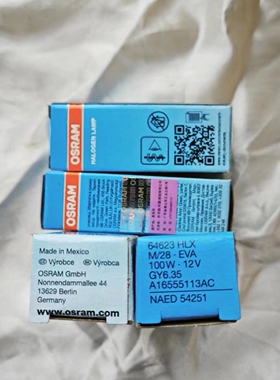 OSRAM
HALOGEN LAMP
OSRAM
Made in Mexico
Výrobce Výrobca
OSRAM GmbH
Nonnendammallee 44
13629 Berlin
Germany
www.osram.com
64623 HLX
M/28 - EVA
100W - 12V
GY6.35
A16555113AC
NAED 54251